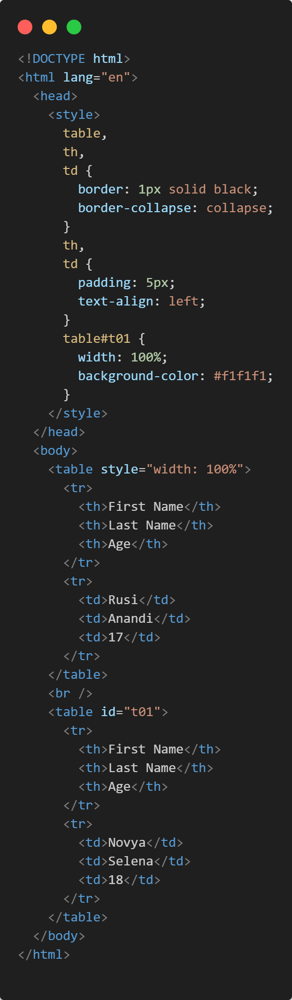 <!DOCTYPE html>
<html lang="en">
  <head>
    <style>
      table,
      th,
      td {
        border: 1px solid black;
        border-collapse: collapse;
      }
      th,
      td {
        padding: 5px;
        text-align: left;
      }
      table#t01 {
        width: 100%;
        background-color: #f1f1f1;
      }
    </style>
  </head>
  <body>
    <table style="width: 100%">
      <tr>
        <th>First Name</th>
        <th>Last Name</th>
        <th>Age</th>
      </tr>
      <tr>
        <td>Rusi</td>
        <td>Anandi</td>
        <td>17</td>
      </tr>
    </table>
    <br />
    <table id="t01">
      <tr>
        <th>First Name</th>
        <th>Last Name</th>
        <th>Age</th>
      </tr>
      <tr>
        <td>Novya</td>
        <td>Selena</td>
        <td>18</td>
      </tr>
    </table>
  </body>
</html>